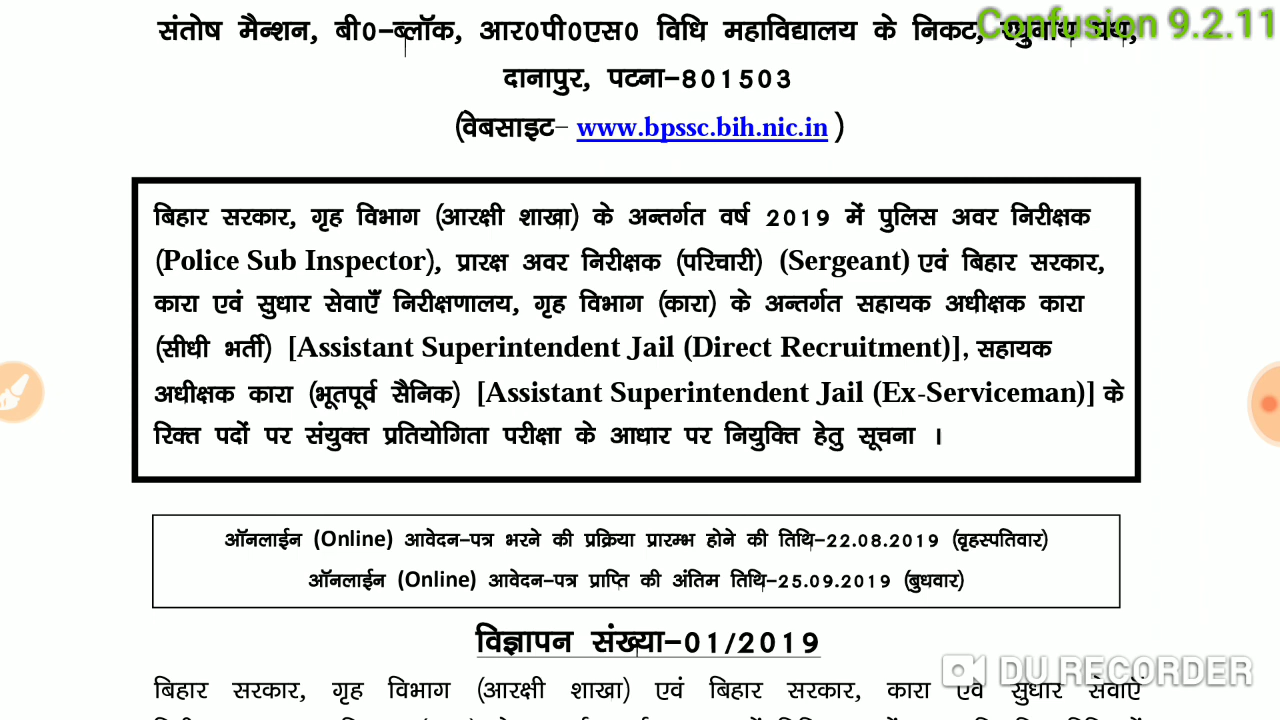 संतोष मैन्शन, बी0-ब्लॉक, आर0पी0एस0 विधि महाविद्यालय के निकट,
Confusion 9.2.11
दानापुर, पटना-801503
(वेबसाइट- www.bpssc.bih.nic.in )
बिहार सरकार, गृह विभाग (आरक्षी शाखा) के अन्तर्गत वर्ष 2019 में पुलिस अवर निरीक्षक
(Police Sub Inspector), प्रारक्ष अवर निरीक्षक (परिचारी) (Sergeant) एवं बिहार सरकार,
कारा एवं सुधार सेवाएँ निरीक्षणालय, गृह विभाग (कारा) के अन्तर्गत सहायक अधीक्षक कारा
(सीधी भर्ती) [Assistant Superintendent Jail (Direct Recruitment)], सहायक
अधीक्षक कारा (भूतपूर्व सैनिक) [Assistant Superintendent Jail (Ex-Serviceman)] के
रिक्त पदों पर संयुक्त प्रतियोगिता परीक्षा के आधार पर नियुक्ति हेतु सूचना ।
ऑनलाईन (Online) आवेदन-पत्र भरने की प्रक्रिया प्रारम्भ होने की तिथि-22.08.2019 (वृहस्पतिवार)
ऑनलाईन (Online) आवेदन-पत्र प्राप्ति की अंतिम तिथि-25.09.2019 (बुधवार)
विज्ञापन संख्या-01/2019
बिहार सरकार, गृह विभाग (आरक्षी शाखा) एवं बिहार सरकार, कारा एवं सुधार सेवाएँ
DU RECORDER